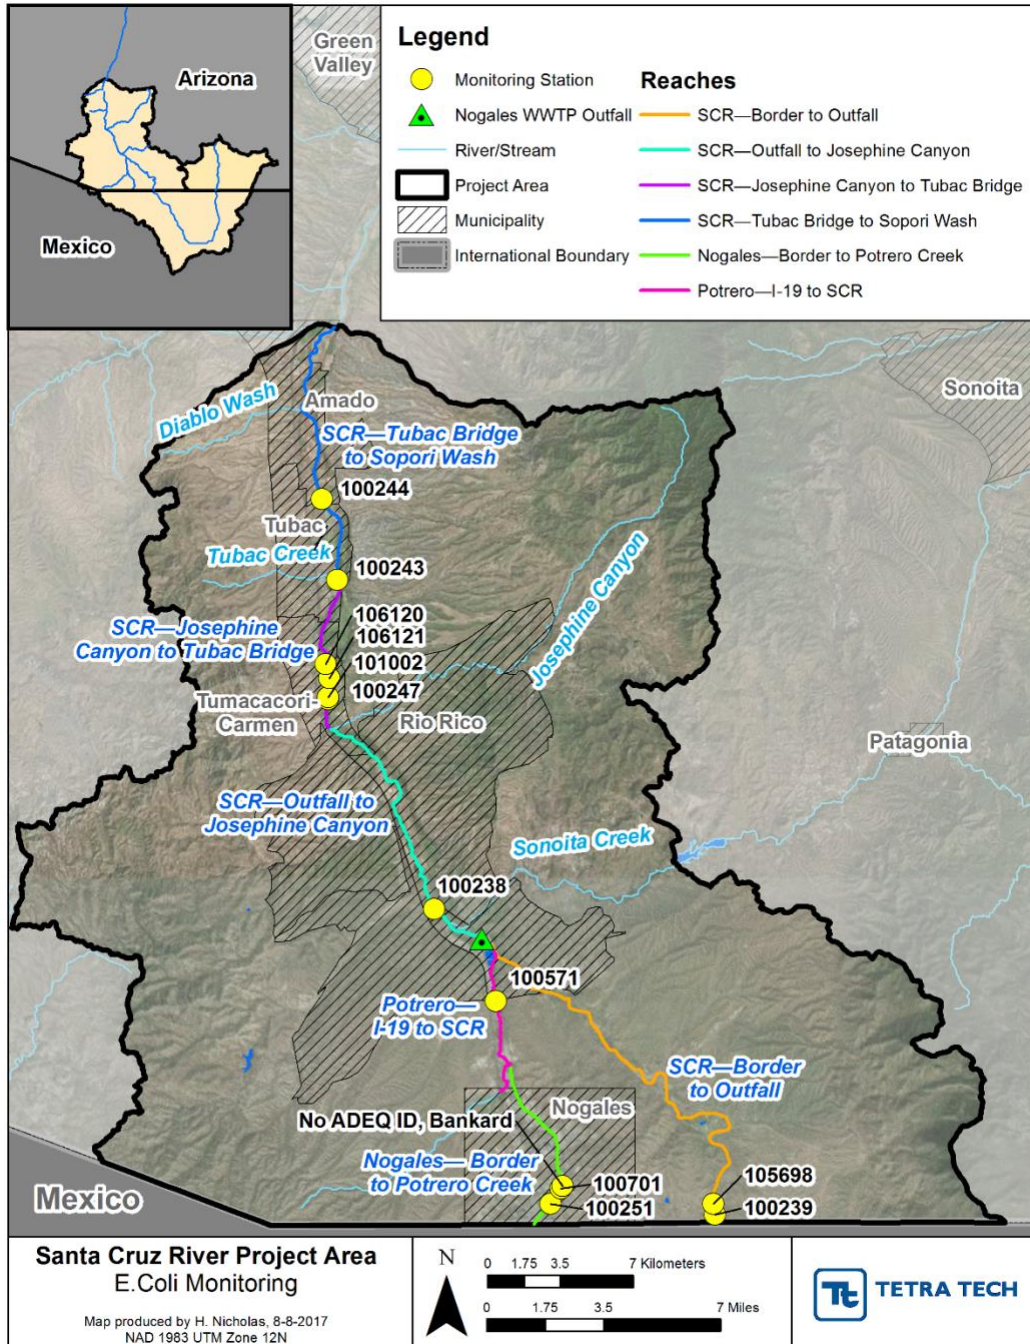 Arizona
Mexico
Green
Valley
Legend
Monitoring Station
Nogales WWTP Outfall
River/Stream
Project Area
Municipality
International Boundary
Reaches
SCR—Border to Outfall
SCR—Outfall to Josephine Canyon
SCR—Josephine Canyon to Tubac Bridge
SCR—Tubac Bridge to Sopori Wash
Nogales—Border to Potrero Creek
Potrero—I-19 to SCR
Sonoita
Diablo Wash
Amado
SCR—Tubac Bridge
to Sopori Wash
100244
Tubac
Tubac Creek
100243
Josephine Canyon
106120
SCR—Josephine
Canyon to Tubac Bridge
106121
101002
100247
Tumacacori-
Carmen
Rio Rico
Patagonia
SCR—Outfall to
Josephine Canyon
Sonoita Creek
100238
100571
Potrero—
I-19 to SCR
SCR—Border
to Outfall
No ADEQ ID, Bankard
Nogales
Nogales— Border
to Potrero Creek
100701
100251
105698
100239
Mexico
Santa Cruz River Project Area
E.Coli Monitoring
Map produced by H. Nicholas, 8-8-2017
NAD 1983 UTM Zone 12N
N
0 1.75 3.5 7 Kilometers
0 1.75 3.5 7 Miles
Tt TETRA TECH